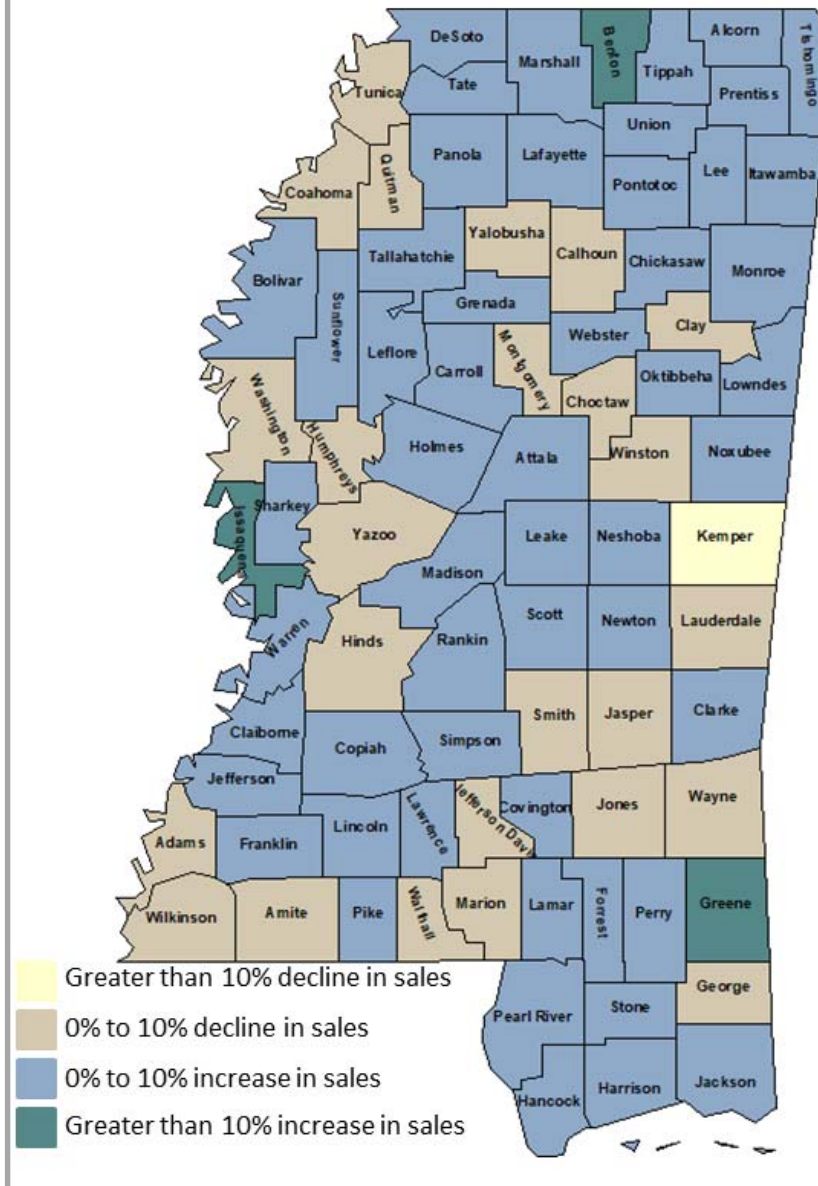 DeSoto
Marshall
Benton
Tippah
Alcorn
Tishomingo
Tunica
Tate
Prentiss
Union
Panola
Lafayette
Quitman
Pontotoc
Lee
Itawamba
Coahoma
Yalobusha
Calhoun
Tallahatchie
Chickasaw
Monroe
Bolivar
Sunflower
Grenada
Clay
Webster
Leflore
Carroll
Montgomery
Oktibbeha
Lowndes
Washington
Choctaw
Humphreys
Holmes
Attala
Winston
Noxubee
Sharkey
Issaquena
Yazoo
Leake
Neshoba
Kemper
Madison
Scott
Newton
Lauderdale
Warren
Hinds
Rankin
Smith
Jasper
Clarke
Claiborne
Copiah
Simpson
Jefferson
Lawrence
Jefferson Davis
Covington
Jones
Wayne
Adams
Franklin
Lincoln
Wilkinson
Amite
Pike
Walthall
Marion
Lamar
Forrest
Perry
Greene
George
Pearl River
Stone
Hancock
Harrison
Jackson
Greater than 10% decline in sales
0% to 10% decline in sales
0% to 10% increase in sales
Greater than 10% increase in sales